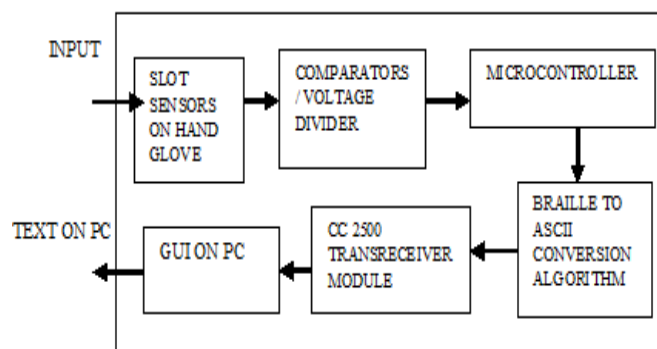 INPUT
SLOT
SENSORS
ON HAND
GLOVE
COMPARATORS
/ VOLTAGE
DIVIDER
MICROCONTROLLER
BRAILLE TO
ASCII
CONVERSION
ALGORITHM
CC 2500
TRANSRECEIVER
MODULE
GUI ON PC
TEXT ON PC